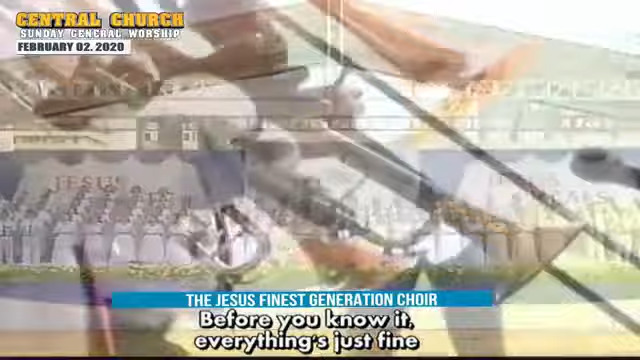 CENTRAL CHURCH
SUNDAY GENERAL WORSHIP
FEBRUARY 02, 2020
JESUS
THE JESUS FINEST GENERATION CHOIR
Before you know it,
everything's just fine